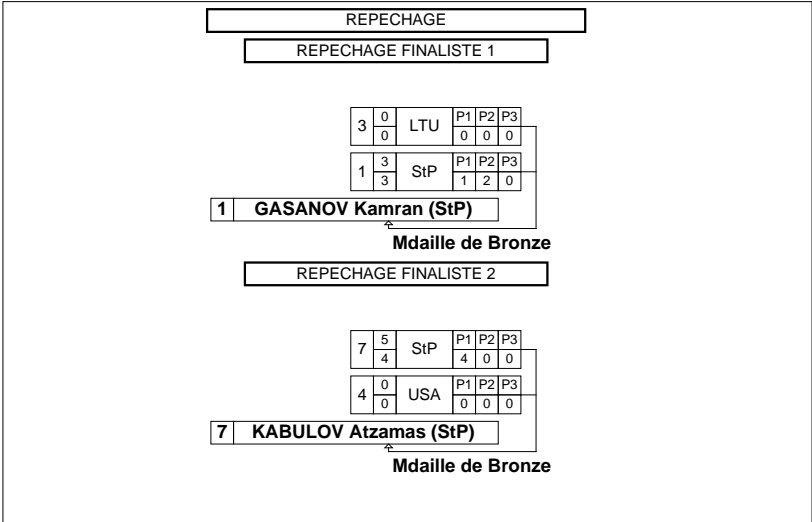 REPECHAGE
REPECHAGE FINALISTE 1
3 0 LTU P1 P2 P3
0 0 0 0
1 3 StP P1 P2 P3
3 1 2 0
1 GASANOV Kamran (StP)
Mdaille de Bronze
REPECHAGE FINALISTE 2
7 5 StP P1 P2 P3
4 4 0 0
4 0 USA P1 P2 P3
0 0 0 0
7 KABULOV Atzamas (StP)
Mdaille de Bronze